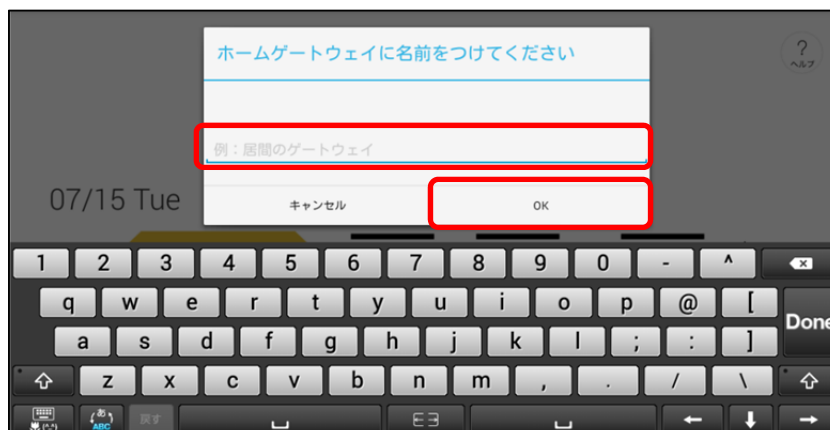 ホームゲートウェイに名前をつけてください
?
ヘルプ
例：居間のゲートウェイ
07/15 Tue
キャンセル
OK
1 2 3 4 5 6 7 8 9 0 - ^
q w e r t y u i o p @ [
Done
a s d f g h j k l ; : ]
z x c v b n m , . / \
あ
ABC
戻す